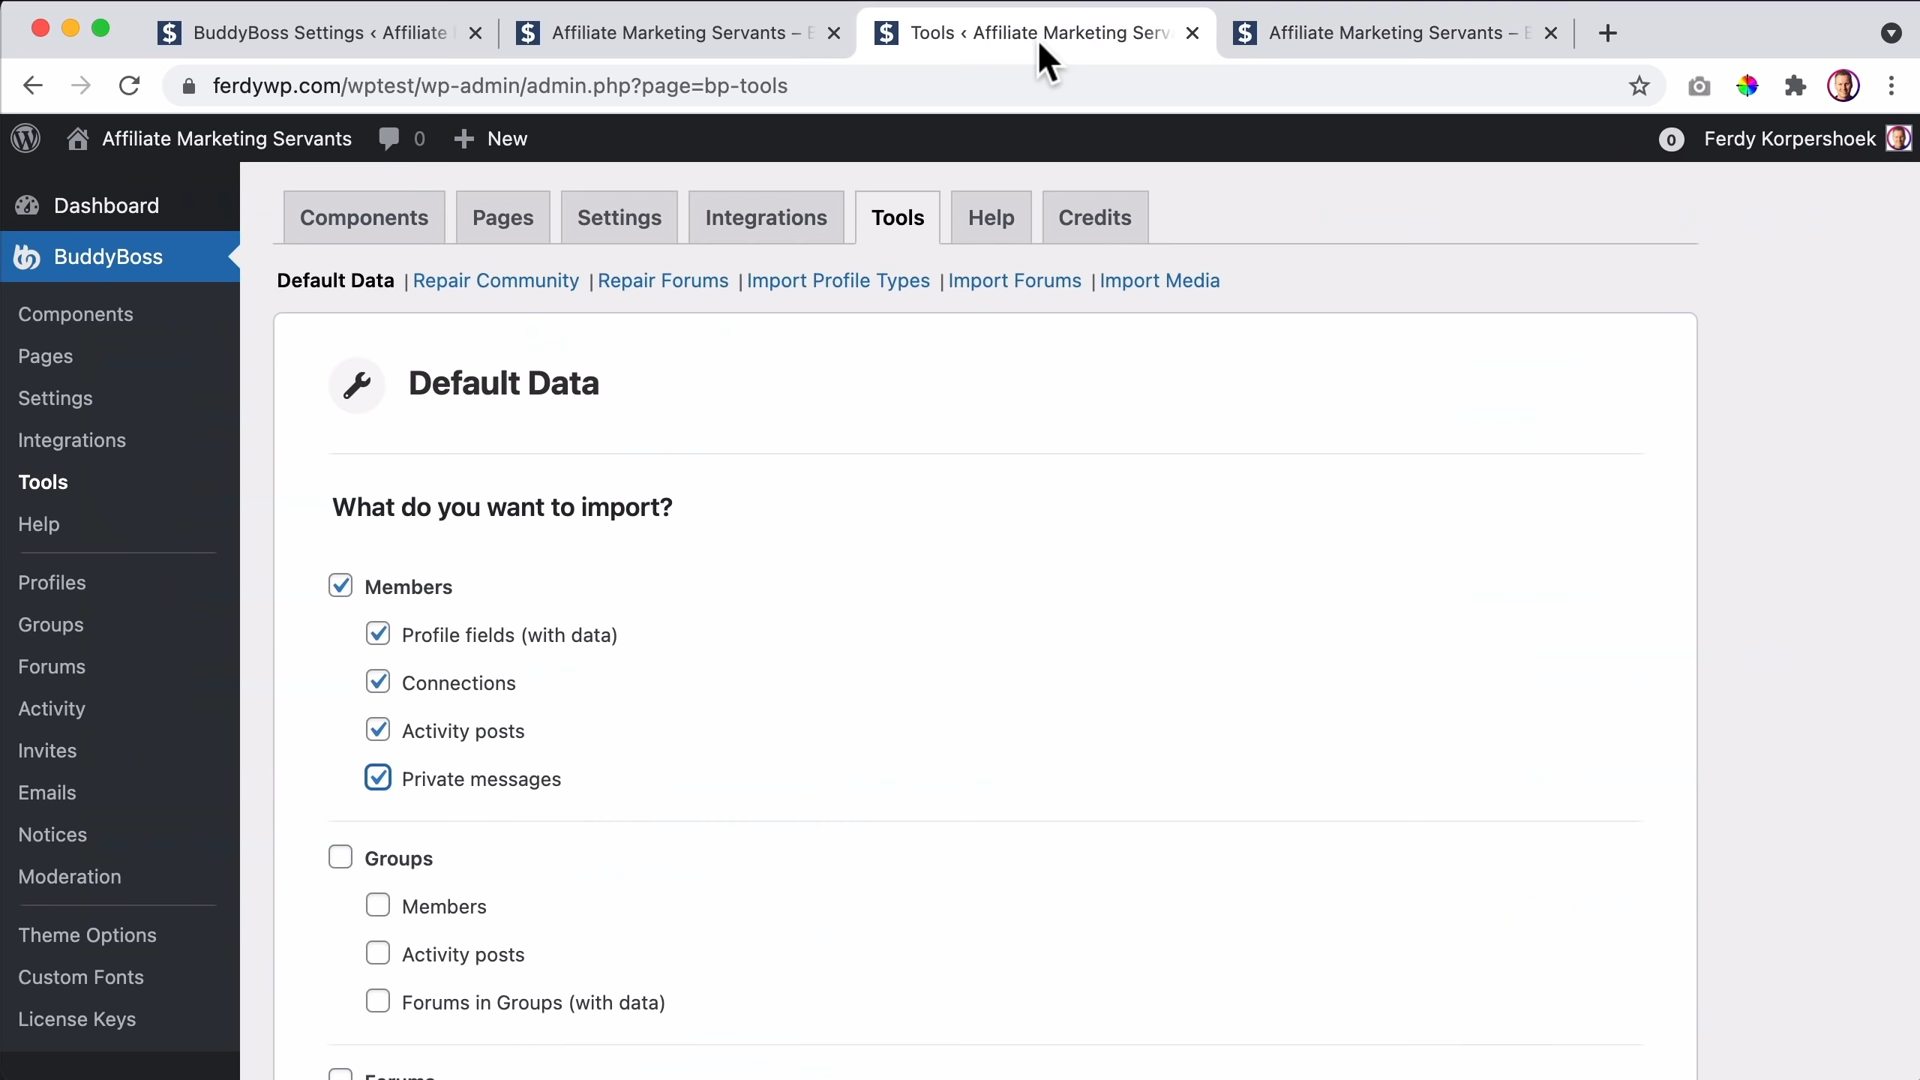 BuddyBoss Settings ‹ Affiliate
Affiliate Marketing Servants –
Tools ‹ Affiliate Marketing Serv
Affiliate Marketing Servants –
ferdywp.com/wptest/wp-admin/admin.php?page=bp-tools
Affiliate Marketing Servants
0
New
0
Ferdy Korpershoek
Dashboard
BuddyBoss
Components
Pages
Settings
Integrations
Tools
Help
Profiles
Groups
Forums
Activity
Invites
Emails
Notices
Moderation
Theme Options
Custom Fonts
License Keys
Components
Pages
Settings
Integrations
Tools
Help
Credits
Default Data | Repair Community | Repair Forums | Import Profile Types | Import Forums | Import Media
Default Data
What do you want to import?
Members
Profile fields (with data)
Connections
Activity posts
Private messages
Groups
Members
Activity posts
Forums in Groups (with data)